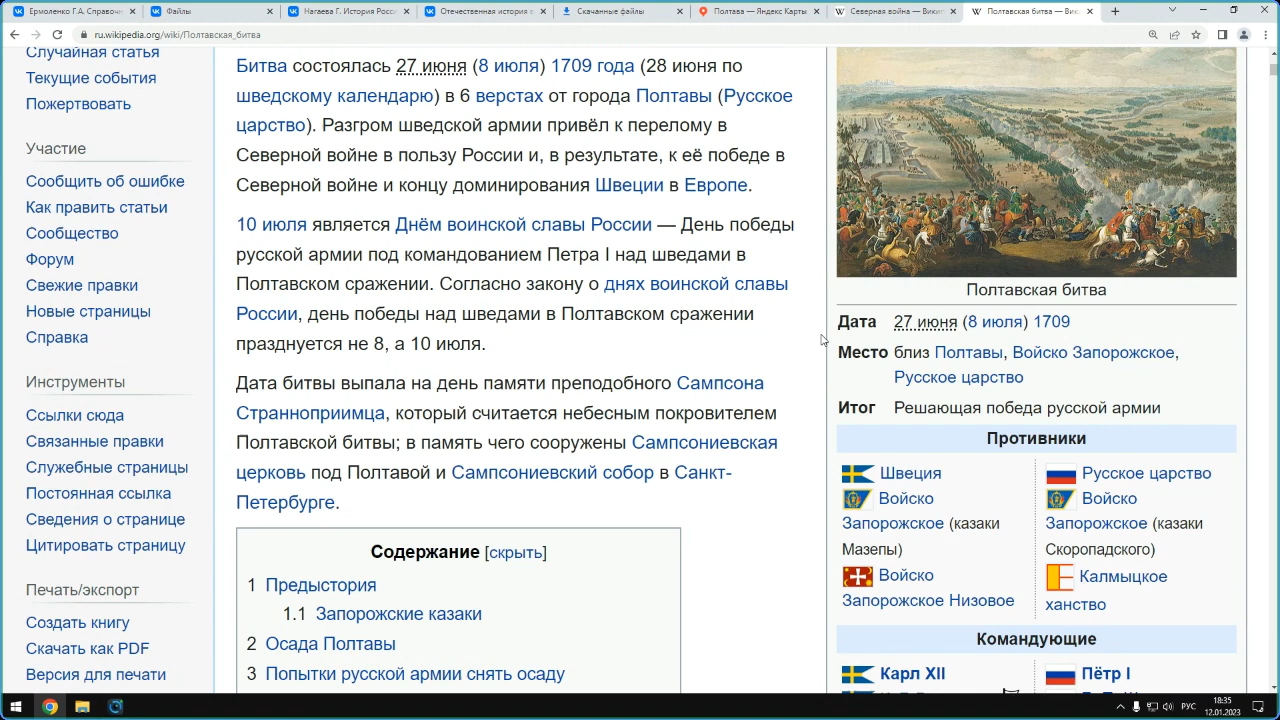 Ермоленко Г.А. Справочн
Файлы
Нагаева Г. История Росси
Отечественная история в
Скачанные файлы
Полтава — Яндекс Карты
Северная война — Википе
Полтавская битва — Вики
ru.wikipedia.org/wiki/Полтавская_битва
Случайная статья
Текущие события
Пожертвовать
Участие
Сообщить об ошибке
Как править статьи
Сообщество
Форум
Свежие правки
Новые страницы
Справка
Инструменты
Ссылки сюда
Связанные правки
Служебные страницы
Постоянная ссылка
Сведения о странице
Цитировать страницу
Печать/экспорт
Создать книгу
Скачать как PDF
Версия для печати
Битва состоялась 27 июня (8 июля) 1709 года (28 июня по
шведскому календарю) в 6 верстах от города Полтавы (Русское
царство). Разгром шведской армии привёл к перелому в
Северной войне в пользу России и, в результате, к её победе в
Северной войне и концу доминирования Швеции в Европе.
10 июля является Днём воинской славы России — День победы
русской армии под командованием Петра I над шведами в
Полтавском сражении. Согласно закону о днях воинской славы
России, день победы над шведами в Полтавском сражении
празднуется не 8, а 10 июля.
Дата битвы выпала на день памяти преподобного Сампсона
Странноприимца, который считается небесным покровителем
Полтавской битвы; в память чего сооружены Сампсониевская
церковь под Полтавой и Сампсониевский собор в Санкт-
Петербурге.
Содержание [скрыть]
1 Предыстория
1.1 Запорожские казаки
2 Осада Полтавы
3 Попытки русской армии снять осаду
Полтавская битва
Дата 27 июня (8 июля) 1709
Место близ Полтавы, Войско Запорожское,
Русское царство
Итог Решающая победа русской армии
Противники
Швеция
Войско
Запорожское (казаки
Мазепы)
Войско
Запорожское Низовое
Русское царство
Войско
Запорожское (казаки
Скоропадского)
Калмыцкое
ханство
Командующие
Карл XII
Пётр I
РУС
18:35
12.01.2023